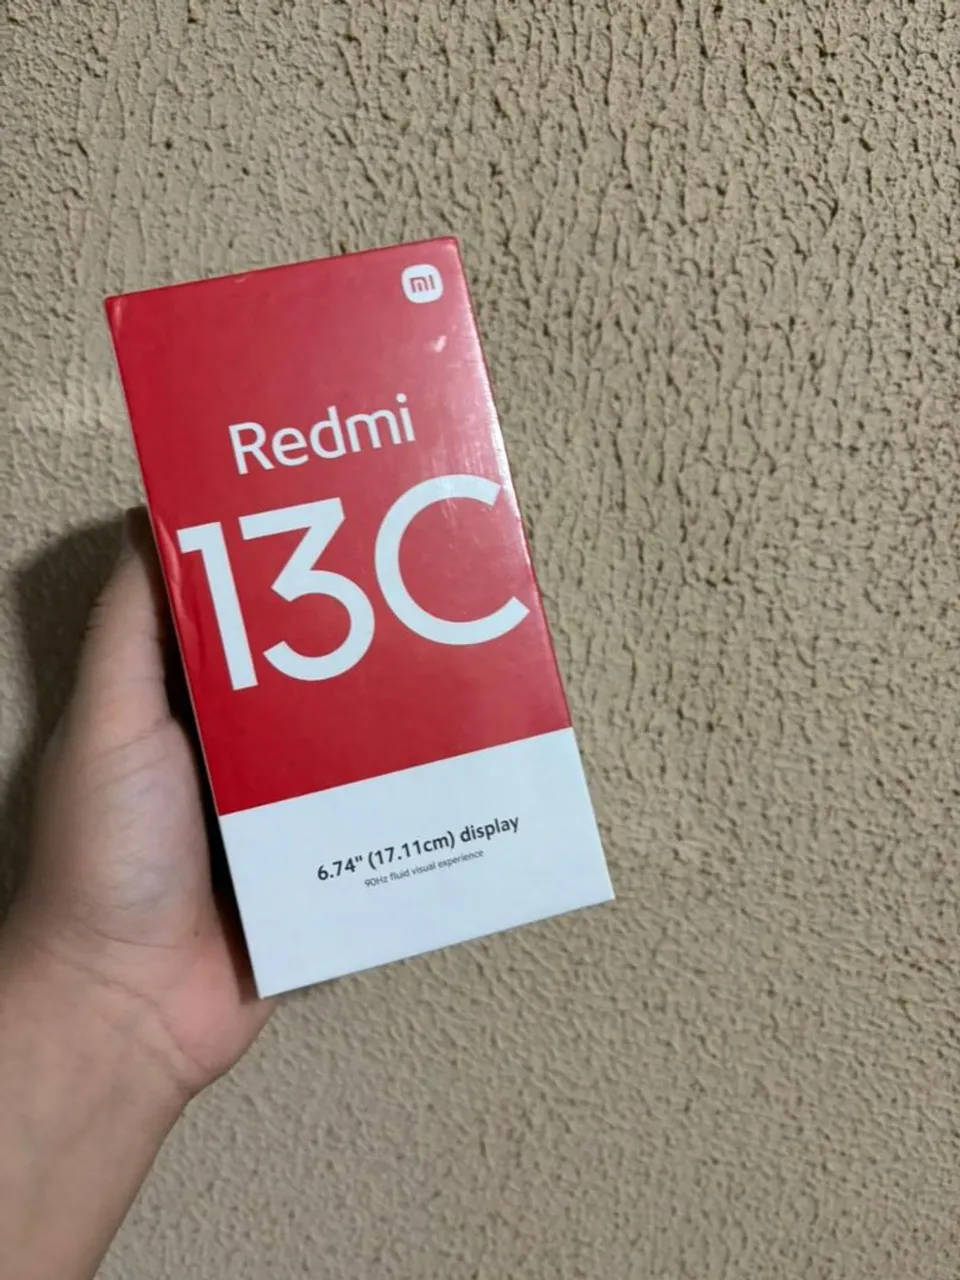 mi
Redmi
13C
6.74" (17.11cm) display
90Hz fluid visual experience